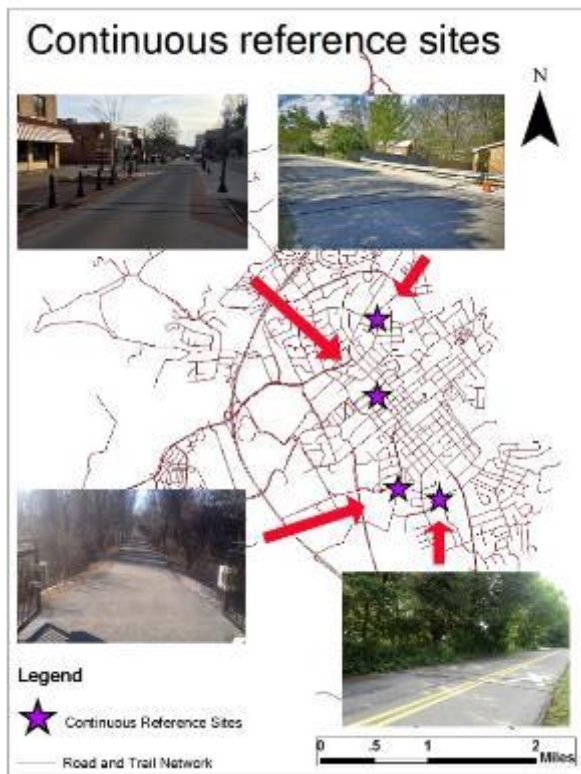 Continuous reference sites
N
Legend
Continuous Reference Sites
Road and Trail Network
0 .5 1 2
Miles